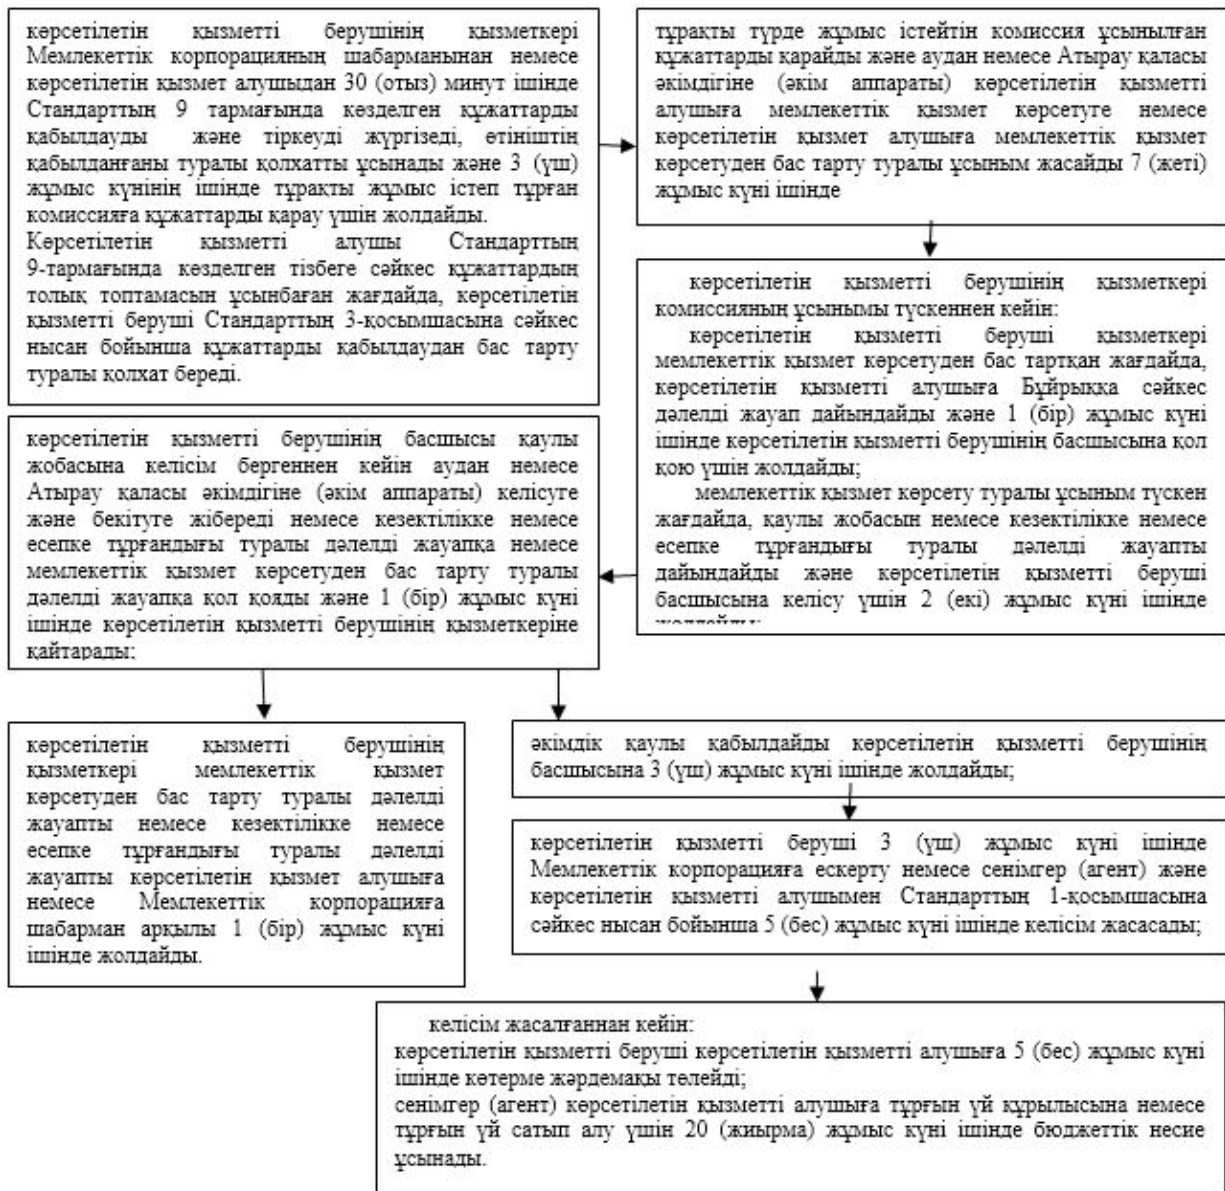 көрсетілетін қызметті берушінің қызметкері
Мемлекеттік корпорацияның шабарманынан немесе
көрсетілетін қызмет алушыдан 30 (отыз) минут ішінде
Стандарттың 9 тармағында көзделген құжаттарды
қабылдауды және тіркеуді жүргізеді, өтініштің
қабылданғаны туралы қолхатты ұсынады және 3 (үш)
жұмыс күнінің ішінде тұрақты жұмыс істеп тұрған
комиссияға құжаттарды қарау үшін жолдайды.
Көрсетілетін қызметті алушы Стандарттың
9-тармағында көзделген тізбеге сәйкес құжаттардың
толық топтамасын ұсынбаған жағдайда, көрсетілетін
қызметті беруші Стандарттың 3-қосымшасына сәйкес
нысан бойынша құжаттарды қабылдаудан бас тарту
туралы қолхат береді.
тұрақты түрде жұмыс істейтін комиссия ұсынылған
құжаттарды қарайды және аудан немесе Атырау қаласы
әкімдігіне (әкім аппараты) көрсетілетін қызметті
алушыға мемлекеттік қызмет көрсетуге немесе
көрсетілетін қызмет алушыға мемлекеттік қызмет
көрсетуден бас тарту туралы ұсыным жасайды 7 (жеті)
жұмыс күні ішінде
көрсетілетін қызметті берушінің қызметкері
комиссияның ұсынымы түскеннен кейін:
көрсетілетін қызметті беруші қызметкері
мемлекеттік қызмет көрсетуден бас тартқан жағдайда,
көрсетілетін қызметті алушыға Бұйрыққа сәйкес
дәлелді жауап дайындайды және 1 (бір) жұмыс күні
ішінде көрсетілетін қызметті берушінің басшысына қол
қою үшін жолдайды;
мемлекеттік қызмет көрсету туралы ұсыным түскен
жағдайда, қаулы жобасын немесе кезектілікке немесе
есепке тұрғандығы туралы дәлелді жауапты
дайындайды және көрсетілетін қызметті беруші
басшысына келісу үшін 2 (екі) жұмыс күні ішінде
көрсетілетін қызметті берушінің басшысы қаулы
жобасына келісім бергеннен кейін аудан немесе
Атырау қаласы әкімдігіне (әкім аппараты) келісуге
және бекітуге жібереді немесе кезектілікке немесе
есепке тұрғандығы туралы дәлелді жауапқа немесе
мемлекеттік қызмет көрсетуден бас тарту туралы
дәлелді жауапқа қол қояды және 1 (бір) жұмыс күні
ішінде көрсетілетін қызметті берушінің қызметкеріне
қайтарады;
көрсетілетін қызметті берушінің
қызметкері мемлекеттік қызмет
көрсетуден бас тарту туралы дәлелді
жауапты немесе кезектілікке немесе
есепке тұрғандығы туралы дәлелді
жауапты көрсетілетін қызмет алушыға
немесе Мемлекеттік корпорацияға
шабарман арқылы 1 (бір) жұмыс күні
ішінде жолдайды.
әкімдік қаулы қабылдайды көрсетілетін қызметті берушінің
басшысына 3 (үш) жұмыс күні ішінде жолдайды;
көрсетілетін қызметті беруші 3 (үш) жұмыс күні ішінде
Мемлекеттік корпорацияға ескерту немесе сенімгер (агент) және
көрсетілетін қызметті алушымен Стандарттың 1-қосымшасына
сәйкес нысан бойынша 5 (бес) жұмыс күні ішінде келісім жасасады;
келісім жасалғаннан кейін:
көрсетілетін қызметті беруші көрсетілетін қызметті алушыға 5 (бес) жұмыс күні
ішінде көтерме жәрдемақы төлейді;
сенімгер (агент) көрсетілетін қызметті алушыға тұрғын үй құрылысына немесе
тұрғын үй сатып алу үшін 20 (жиырма) жұмыс күні ішінде бюджеттік несие
ұсынады.